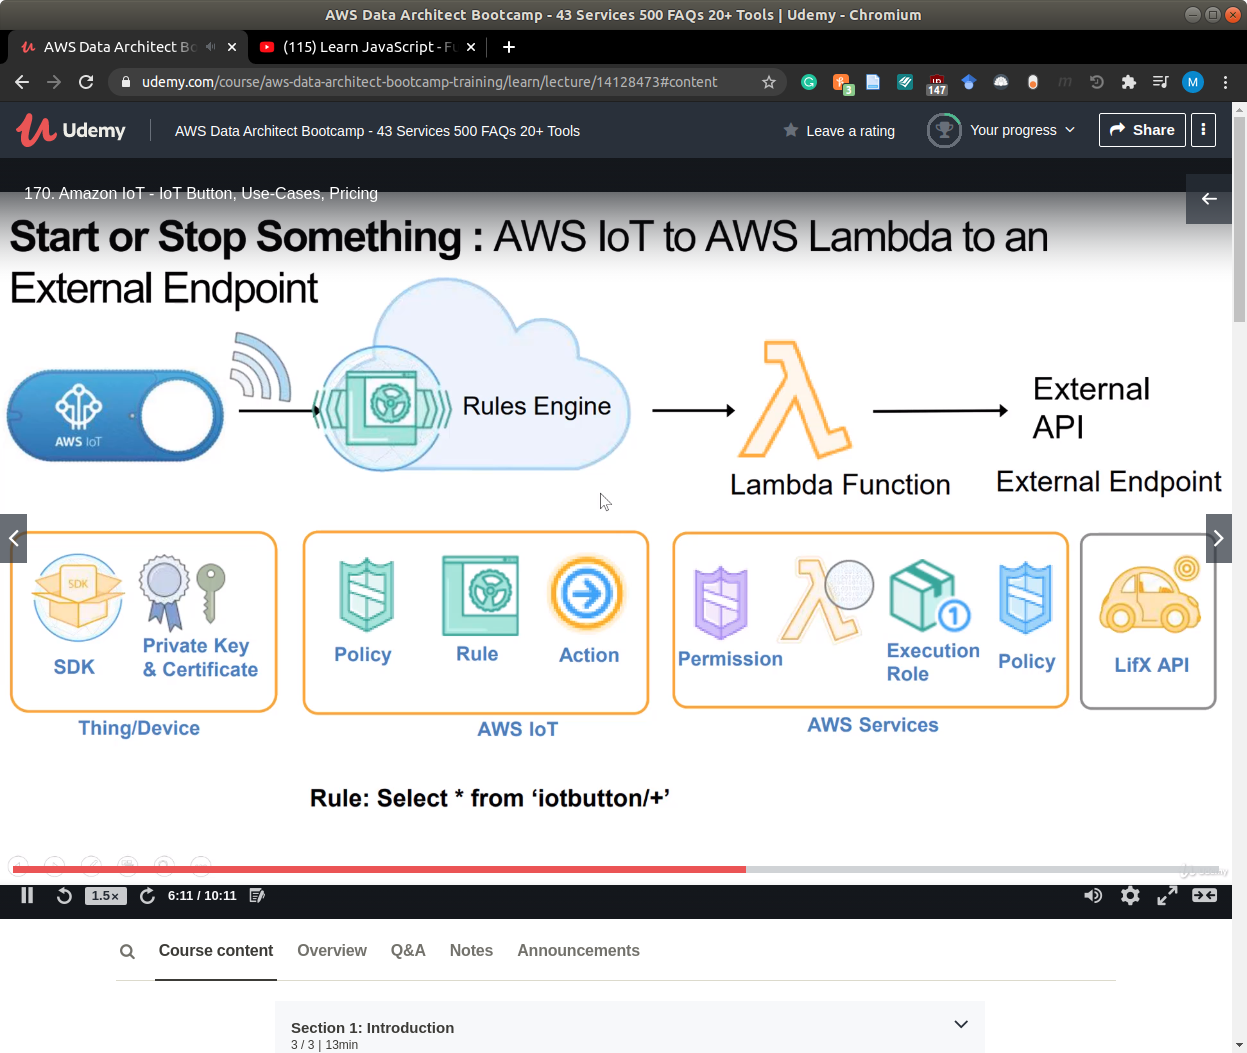 AWS Data Architect Bootcamp - 43 Services 500 FAQs 20+ Tools | Udemy - Chromium
AWS Data Architect Bo
(115) Learn JavaScript - Fu
udemy.com/course/aws-data-architect-bootcamp-training/learn/lecture/14128473#content
3
147
M
Udemy
AWS Data Architect Bootcamp - 43 Services 500 FAQs 20+ Tools
Leave a rating
Your progress
Share
170. Amazon IoT - IoT Button, Use-Cases, Pricing
Start or Stop Something : AWS IoT to AWS Lambda to an
External Endpoint
AWS IoT
Rules Engine
Lambda Function
External
API
External Endpoint
SDK
SDK
Private Key
& Certificate
Thing/Device
Policy
Rule
Action
AWS IoT
Permission
Execution
Role
1
Policy
AWS Services
LifX API
Rule: Select * from ‘iotbutton/+’
1.5×
6:11 / 10:11
Course content
Overview
Q&A
Notes
Announcements
Section 1: Introduction
3 / 3 | 13min